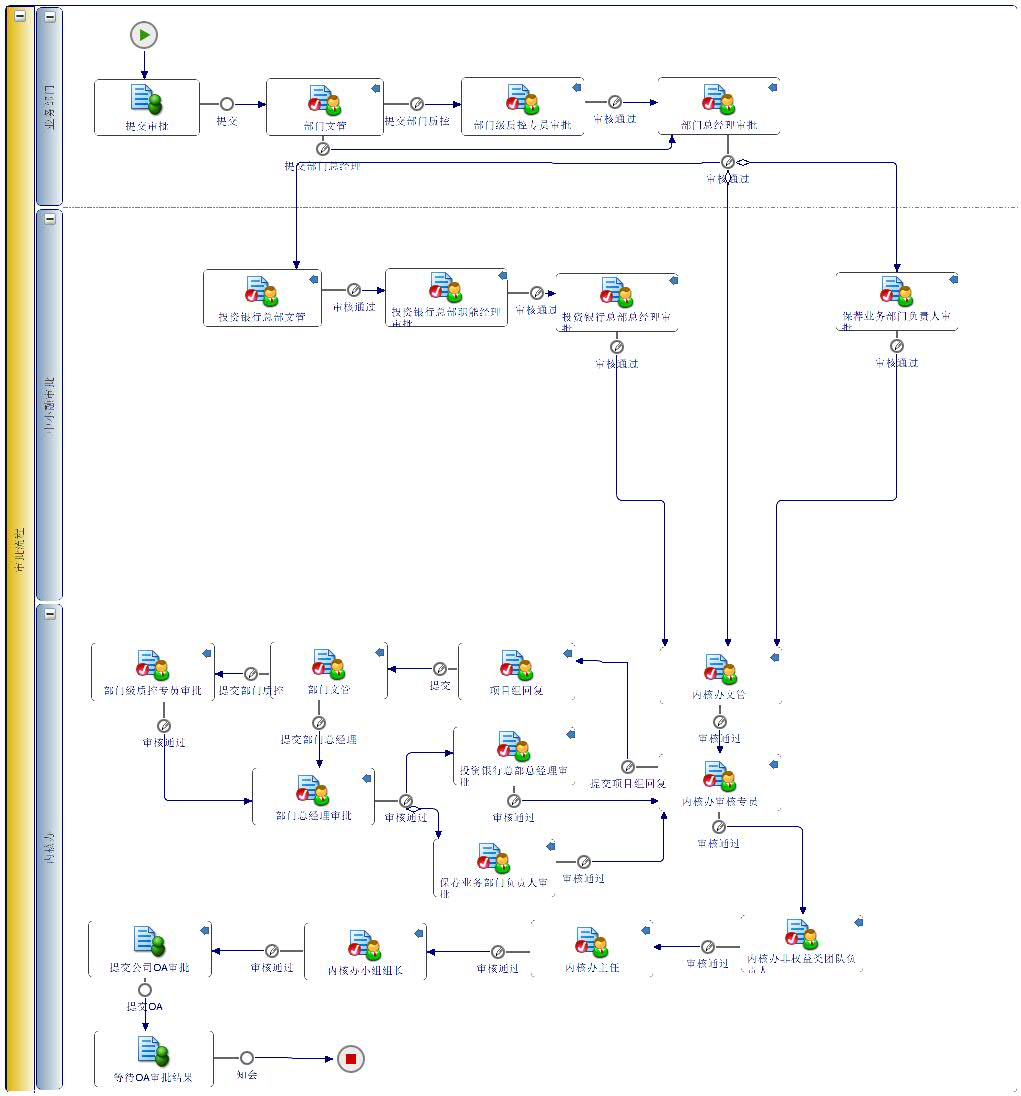 审批流程
业务部门
提交审批
提交
部门文管
提交部门质控
部门级质控专员审批
审核通过
部门总经理审批
提交部门总经理
审核通过
中小融审批
投资银行总部文管
审核通过
投资银行总部职能经理
审批
审核通过
投资银行总部总经理审
批
保荐业务部门负责人审
批
审核通过
审核通过
内核办
部门级质控专员审批
提交部门质控
部门文管
提交
项目组回复
内核办文管
审核通过
提交部门总经理
审核通过
投资银行总部总经理审
批
提交项目组回复
内核办审核专员
部门总经理审批
审核通过
审核通过
审核通过
保荐业务部门负责人审
批
审核通过
提交公司OA审批
审核通过
内核办小组组长
审核通过
内核办主任
审核通过
内核办非权益类团队负
责人
提交OA
等待OA审批结果
知会